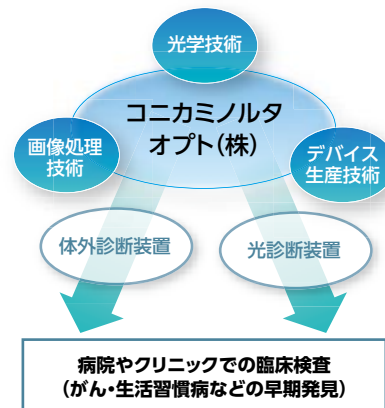 光学技術
コニカミノルタ
オプト(株)
画像処理
技術
デバイス
生産技術
体外診断装置
光診断装置
病院やクリニックでの臨床検査
(がん・生活習慣病などの早期発見)